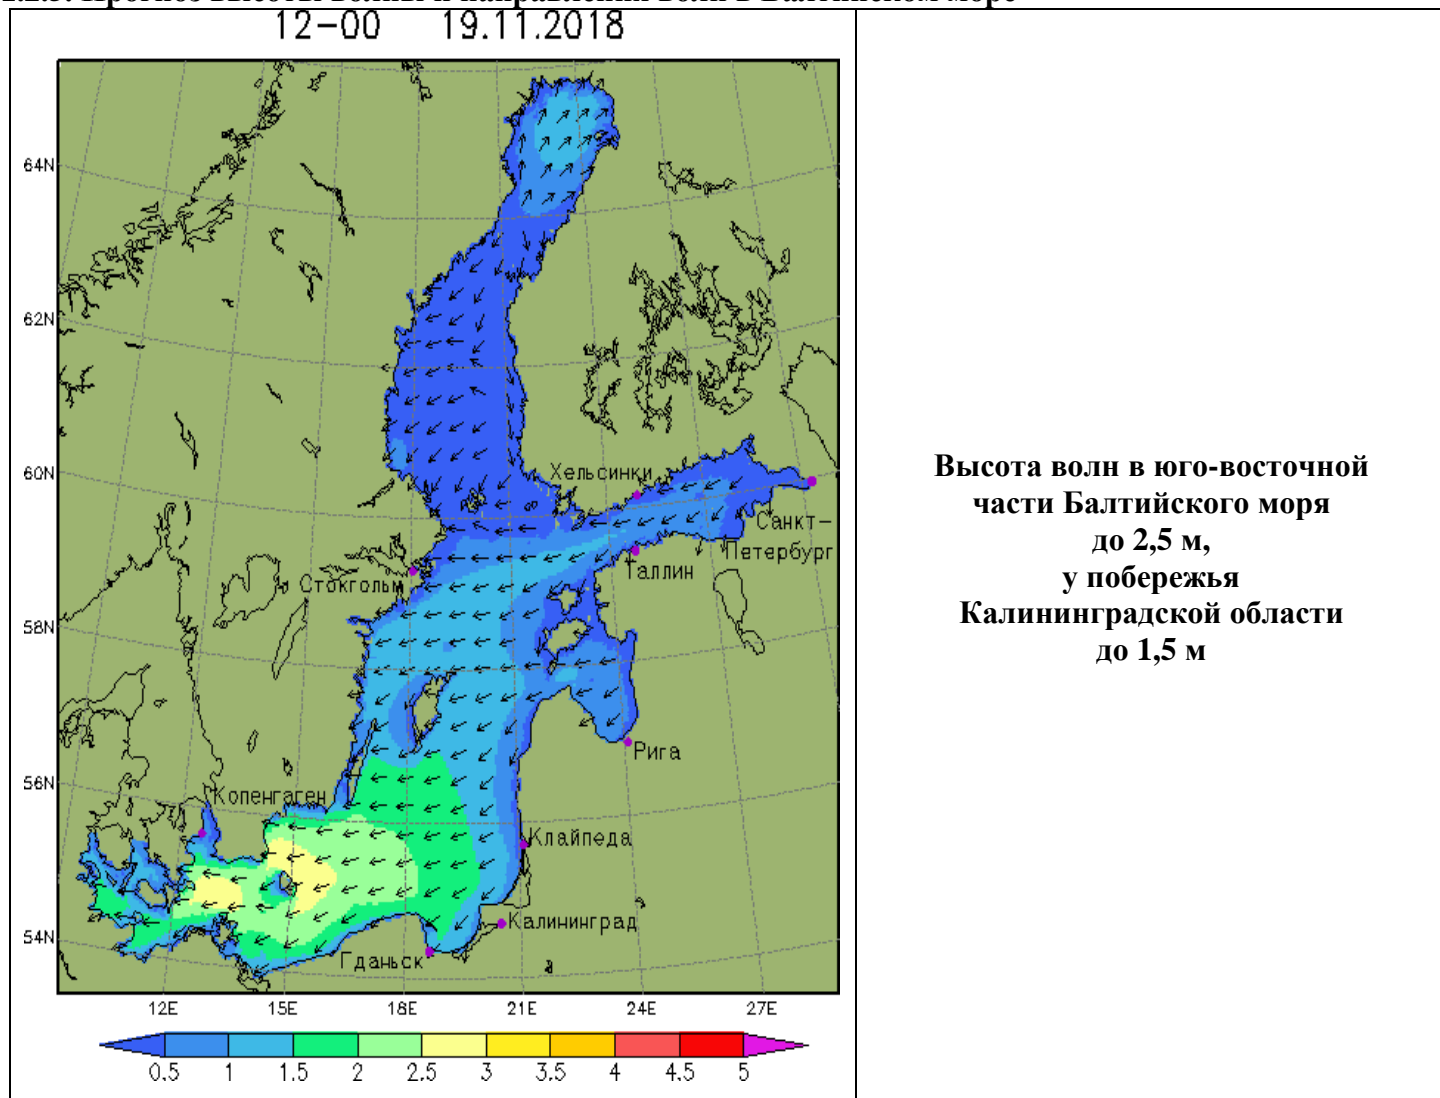 12-00 19.11.2018
64N
62N
60N
58N
56N
54N
Хельсинки
Санкт-
Петербург
Таллин
Стокгольм
Рига
Копенгаген
Клайпеда
Калининград
Гданьск
12E 15E 18E 21E 24E 27E
0.5 1 1.5 2 2.5 3 3.5 4 4.5 5
Высота волн в юго-восточной
части Балтийского моря
до 2,5 м,
у побережья
Калининградской области
до 1,5 м